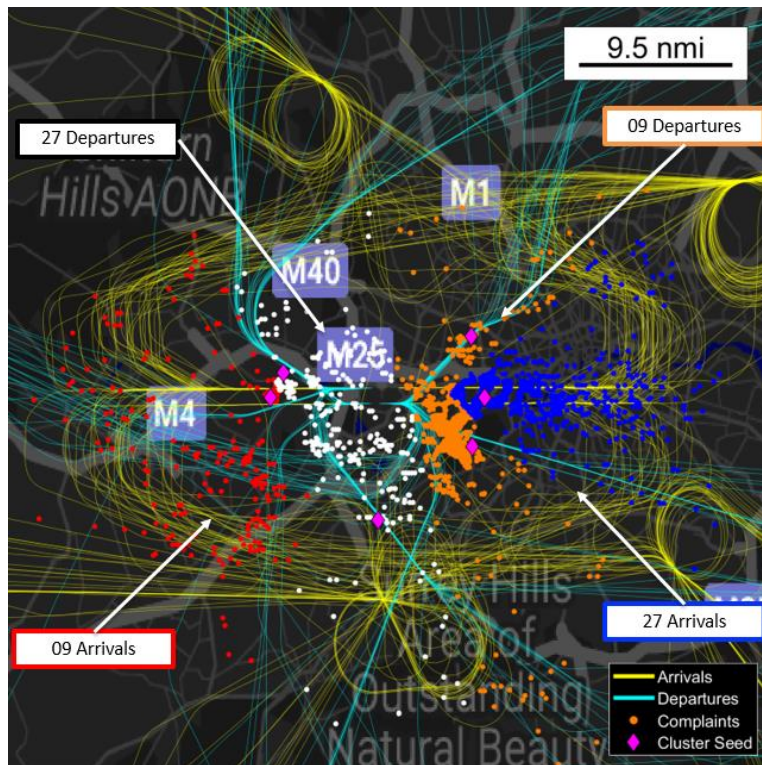 9.5 nmi
27 Departures
09 Departures
Hills AONB
M1
M40
M25
M4
Hills
Area of
Outstanding
Natural Beauty
09 Arrivals
27 Arrivals
Arrivals
Departures
Complaints
Cluster Seed